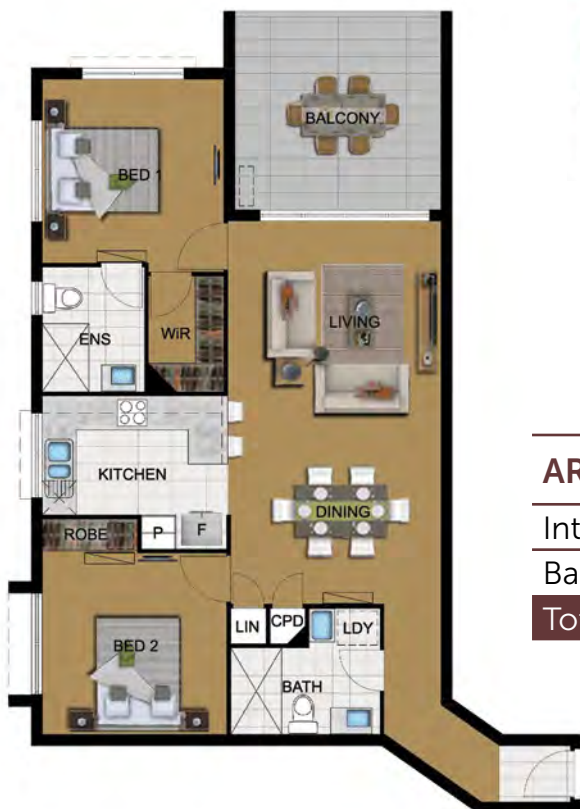 BALCONY
BED 1
LIVING
ENS
WiR
KITCHEN
DINING
ROBE
P
F
LIN
CPD
LDY
BED 2
BATH
AR
Int
Ba
To